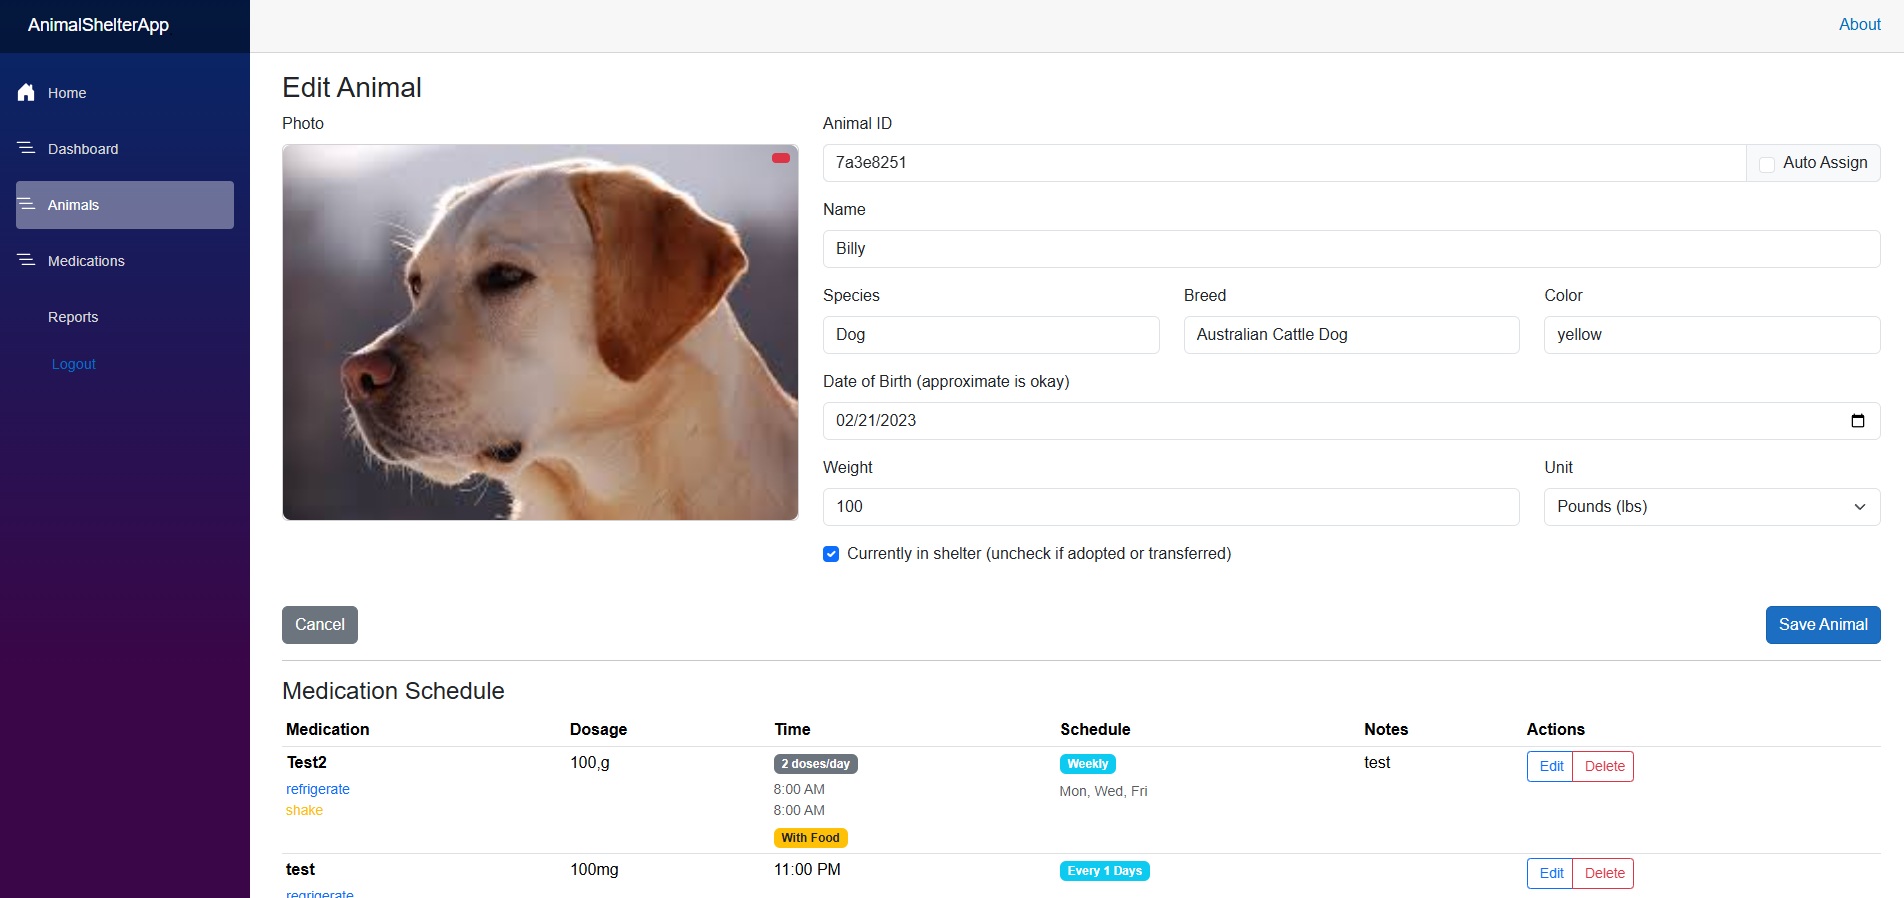 AnimalShelterApp
About
Home
Dashboard
Animals
Medications
Reports
Logout
Edit Animal
Photo
Animal ID
7a3e8251
Auto Assign
Name
Billy
Species
Breed
Color
Dog
Australian Cattle Dog
yellow
Date of Birth (approximate is okay)
02/21/2023
Weight
Unit
100
Pounds (lbs)
Currently in shelter (uncheck if adopted or transferred)
Cancel
Save Animal
Medication Schedule
Medication Dosage Time Schedule Notes Actions
Test2 100,g 2 doses/day Weekly test Edit Delete
refrigerate 8:00 AM Mon, Wed, Fri
shake 8:00 AM
With Food
test 100mg 11:00 PM Every 1 Days Edit Delete
reqrigerate